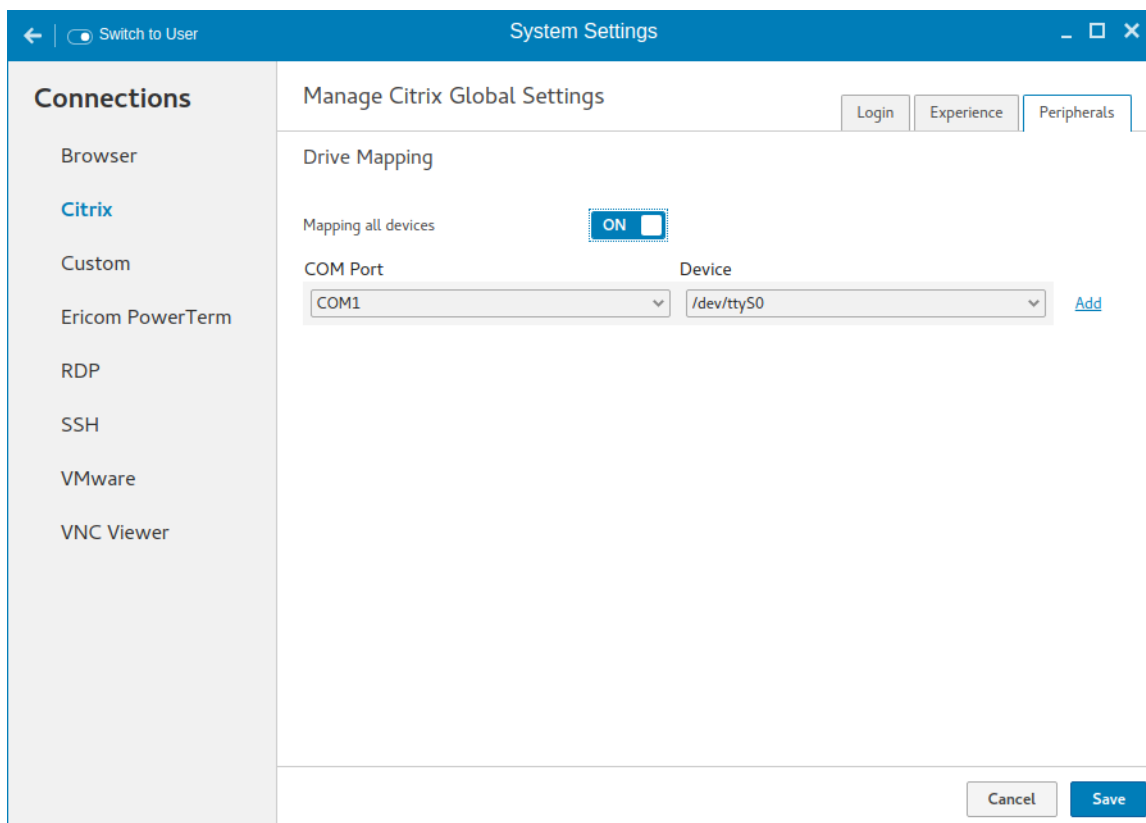 Switch to User
System Settings
Connections
Browser
Citrix
Custom
Ericom PowerTerm
RDP
SSH
VMware
VNC Viewer
Manage Citrix Global Settings
Login
Experience
Peripherals
Drive Mapping
Mapping all devices
ON
COM Port
Device
COM1
/dev/ttyS0
Add
Cancel
Save